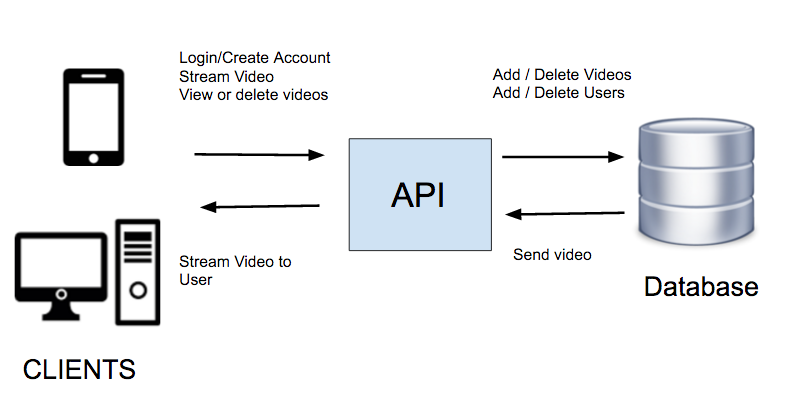 Login/Create Account
Stream Video
View or delete videos
Add / Delete Videos
Add / Delete Users
API
Stream Video to
User
Send video
Database
CLIENTS